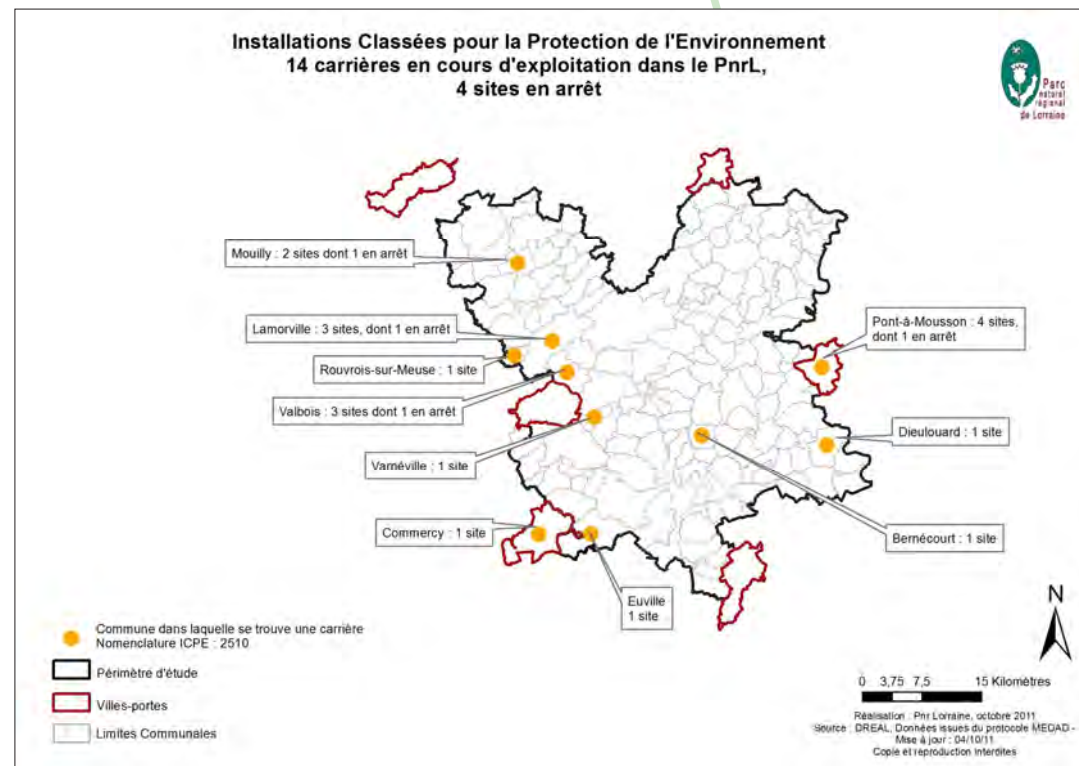 Installations Classées pour la Protection de l'Environnement
14 carrières en cours d'exploitation dans le PnrL,
4 sites en arrêt
Parc
naturel
régional
de Lorraine
Mouilly : 2 sites dont 1 en arrêt
Lamorville : 3 sites, dont 1 en arrêt
Rouvrois-sur-Meuse : 1 site
Valbois : 3 sites dont 1 en arrêt
Varnéville : 1 site
Commercy : 1 site
Euville
1 site
Pont-à-Mousson : 4 sites,
dont 1 en arrêt
Dieulouard : 1 site
Bernécourt : 1 site
Commune dans laquelle se trouve une carrière
Nomenclature ICPE : 2510
Périmètre d'étude
Villes-portes
Limites Communales
N
0 3,75 7,5 15 Kilomètres
Réalisation : Pnr Lorraine, octobre 2011
Source : DREAL, Données issues du protocole MEDAD -
Mise à jour : 04/10/11
Copie et reproduction interdites